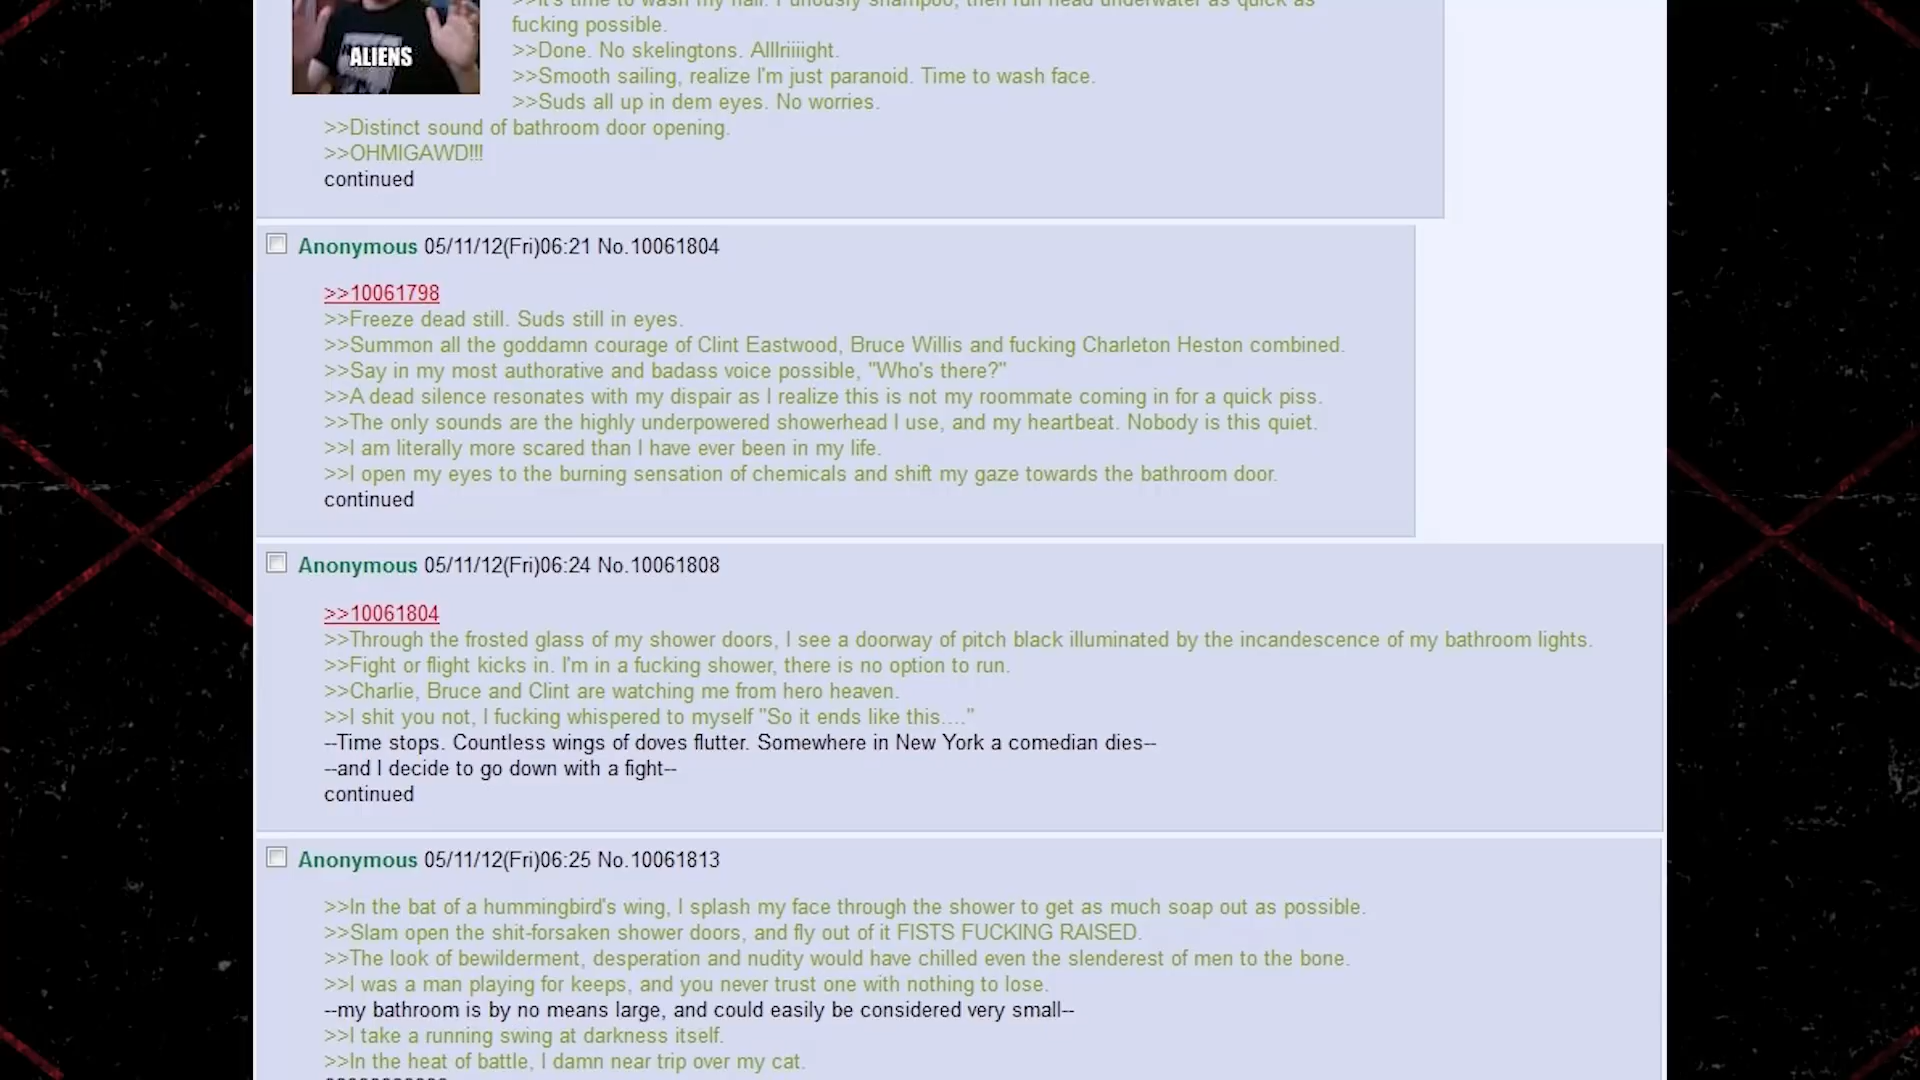 >>It's time to wash my hair. Furiously shampoo, then run head underwater as quick as
fucking possible.
>>Done. No skelingtons. Alllriiiight.
ALIENS
>>Smooth sailing, realize I'm just paranoid. Time to wash face.
>>Suds all up in dem eyes. No worries.
>>Distinct sound of bathroom door opening.
>>OHMIGAWD!!!
continued
Anonymous 05/11/12(Fri)06:21 No.10061804
>>10061798
>>Freeze dead still. Suds still in eyes.
>>Summon all the goddamn courage of Clint Eastwood, Bruce Willis and fucking Charleton Heston combined.
>>Say in my most authorative and badass voice possible, "Who's there?"
>>A dead silence resonates with my dispair as I realize this is not my roommate coming in for a quick piss.
>>The only sounds are the highly underpowered showerhead I use, and my heartbeat. Nobody is this quiet.
>>I am literally more scared than I have ever been in my life.
>>I open my eyes to the burning sensation of chemicals and shift my gaze towards the bathroom door.
continued
Anonymous 05/11/12(Fri)06:24 No.10061808
>>10061804
>>Through the frosted glass of my shower doors, I see a doorway of pitch black illuminated by the incandescence of my bathroom lights.
>>Fight or flight kicks in. I'm in a fucking shower, there is no option to run.
>>Charlie, Bruce and Clint are watching me from hero heaven.
>>I shit you not, I fucking whispered to myself "So it ends like this...."
--Time stops. Countless wings of doves flutter. Somewhere in New York a comedian dies--
--and I decide to go down with a fight--
continued
Anonymous 05/11/12(Fri)06:25 No.10061813
>>In the bat of a hummingbird's wing, I splash my face through the shower to get as much soap out as possible.
>>Slam open the shit-forsaken shower doors, and fly out of it FISTS FUCKING RAISED.
>>The look of bewilderment, desperation and nudity would have chilled even the slenderest of men to the bone.
>>I was a man playing for keeps, and you never trust one with nothing to lose.
--my bathroom is by no means large, and could easily be considered very small--
>>I take a running swing at darkness itself.
>>In the heat of battle, I damn near trip over my cat.